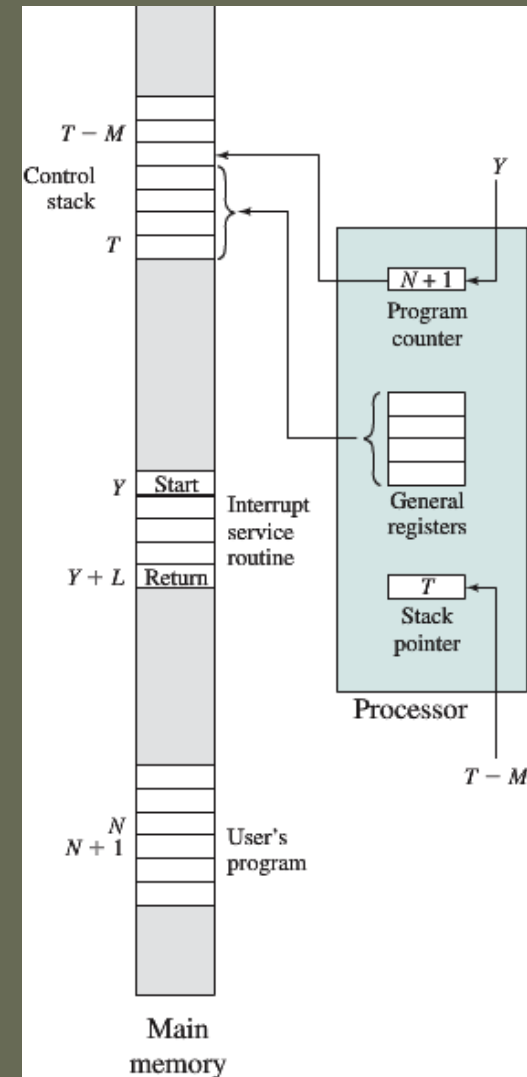 T − M
Control
stack
T
Y
Start
Interrupt
service
routine
Y + L
Return
N
N + 1
User's
program
Main
memory
Y
N + 1
Program
counter
General
registers
T
Stack
pointer
Processor
T − M